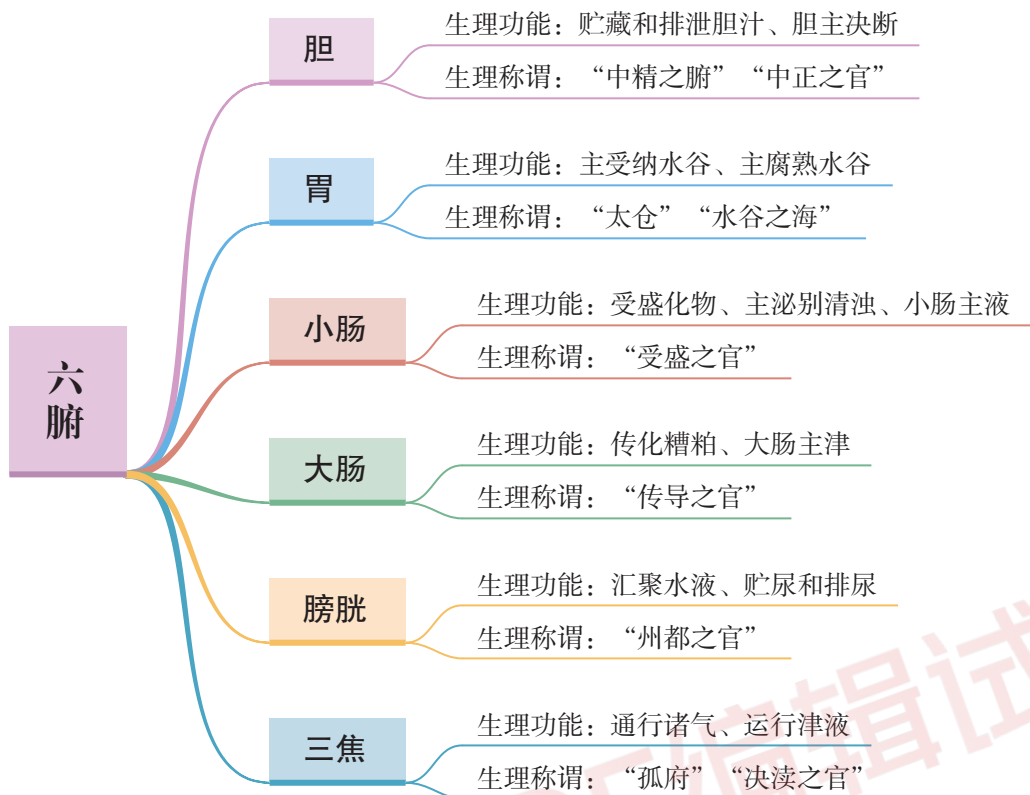 六腑
胆
生理功能：贮藏和排泄胆汁、胆主决断
生理称谓：“中精之腑”“中正之官”
胃
生理功能：主受纳水谷、主腐熟水谷
生理称谓：“太仓”“水谷之海”
小肠
生理功能：受盛化物、主泌别清浊、小肠主液
生理称谓：“受盛之官”
大肠
生理功能：传化糟粕、大肠主津
生理称谓：“传导之官”
膀胱
生理功能：汇聚水液、贮尿和排尿
生理称谓：“州都之官”
三焦
生理功能：通行诸气、运行津液
生理称谓：“孤府”“决渎之官”
编辑试